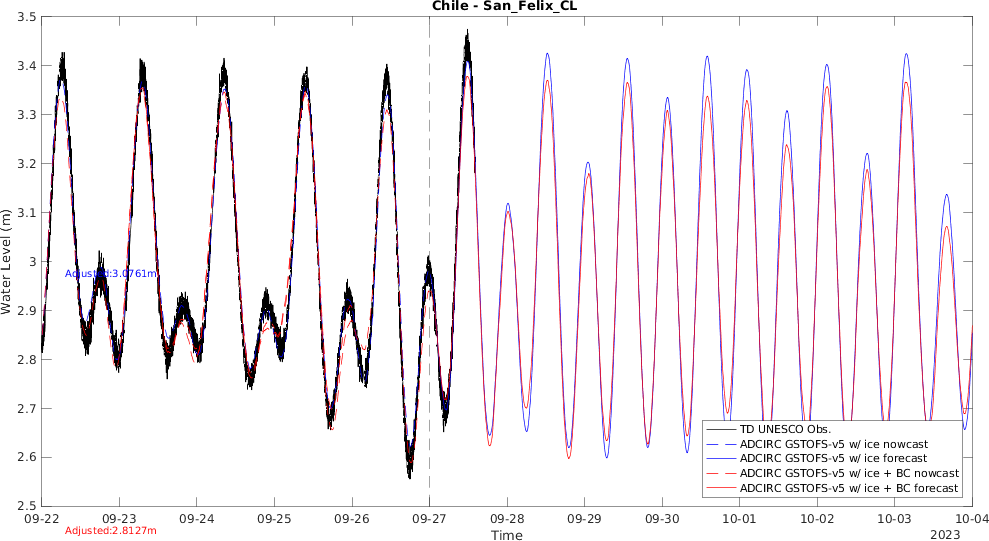 Chile - San_Felix_CL
3.5
3.4
3.3
3.2
3.1
3
2.9
2.8
2.7
2.6
2.5
Water Level (m)
Adjusted:3.0761m
Adjusted:2.8127m
TD UNESCO Obs.
ADCIRC GSTOFS-v5 w/ ice nowcast
ADCIRC GSTOFS-v5 w/ ice forecast
ADCIRC GSTOFS-v5 w/ ice + BC nowcast
ADCIRC GSTOFS-v5 w/ ice + BC forecast
09-22 09-23 09-24 09-25 09-26 09-27 09-28 09-29 09-30 10-01 10-02 10-03 10-04
Time
2023